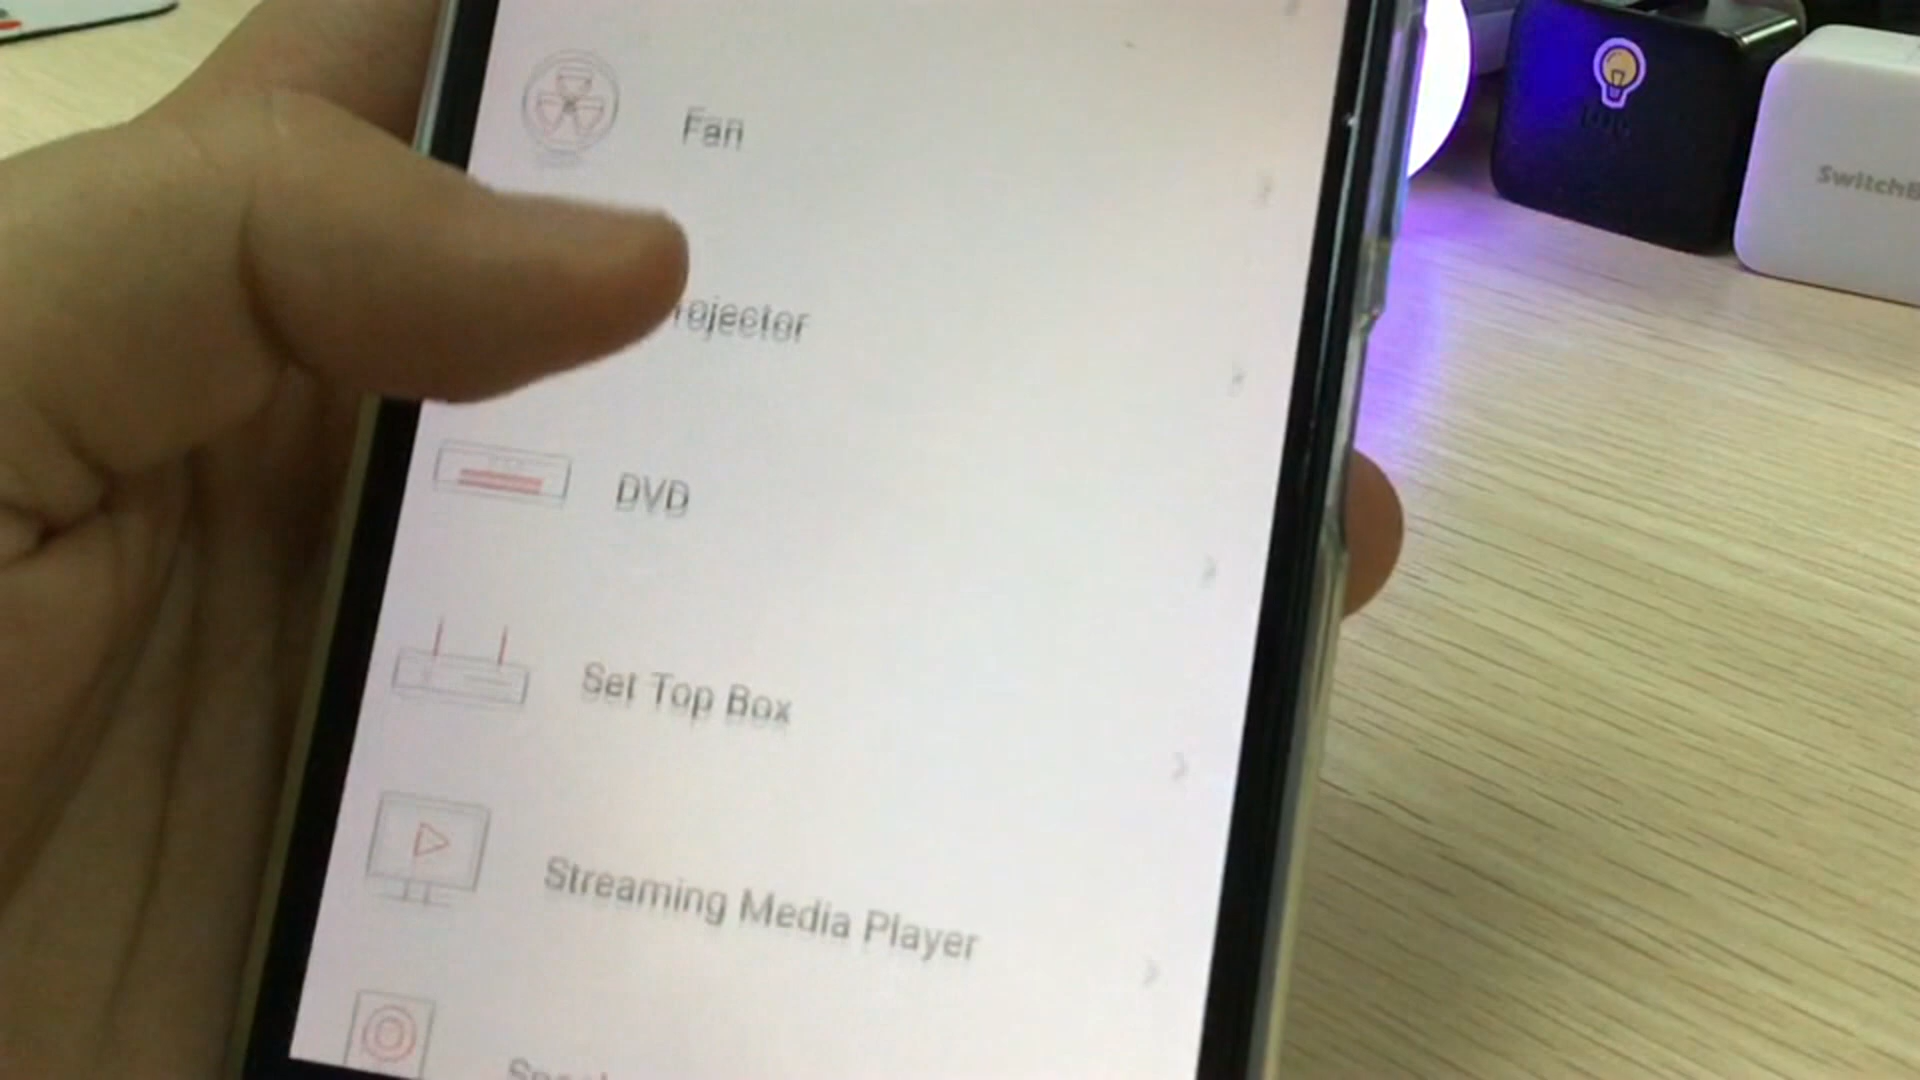 Fan
rojector
DVD
Set Top Box
Streaming Media Player
SwitchB